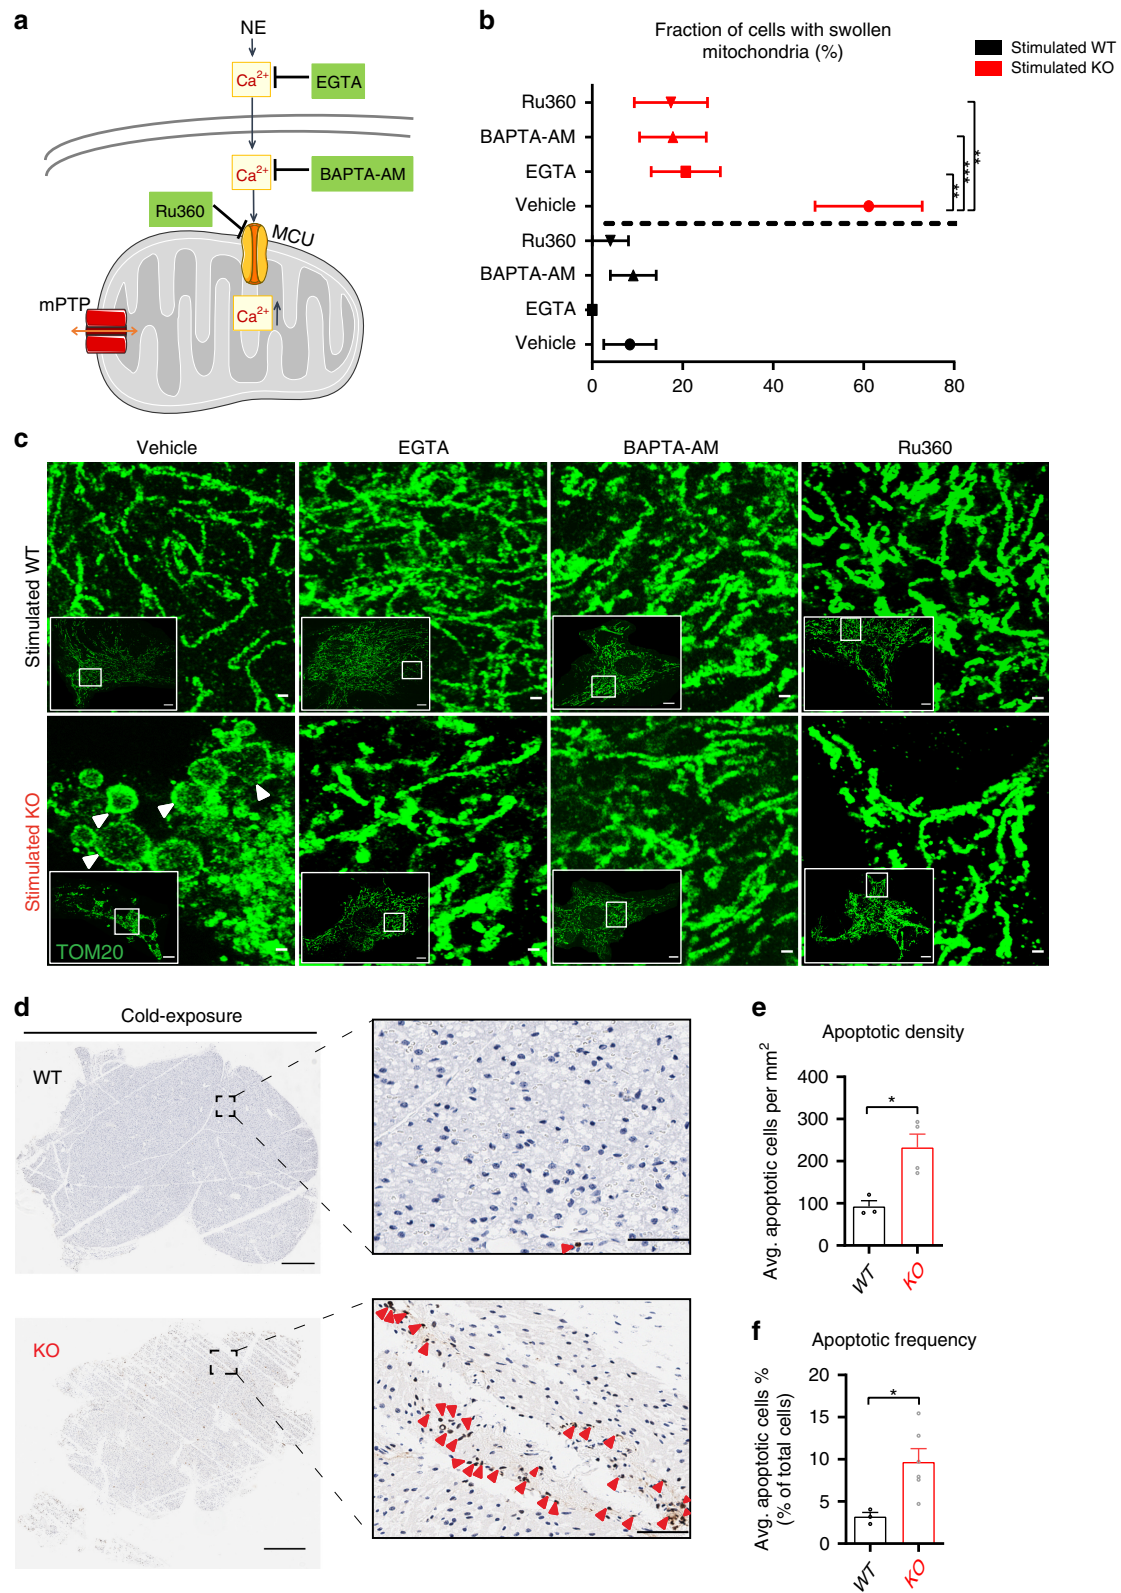 a
NE
Ca2+
EGTA
Ca2+
BAPTA-AM
Ru360
MCU
mPTP
Ca2+
b
Fraction of cells with swollen
mitochondria (%)
Stimulated WT
Stimulated KO
Ru360
BAPTA-AM
EGTA
Vehicle
Ru360
BAPTA-AM
EGTA
Vehicle
**
***
**
0 20 40 60 80
c
Vehicle EGTA BAPTA-AM Ru360
Stimulated WT
Stimulated KO
TOM20
d
Cold-exposure
WT
KO
e
Apoptotic density
Avg. apoptotic cells per mm2
400
300
200
100
0
*
WT KO
f
Apoptotic frequency
Avg. apoptotic cells %
(% of total cells)
20
15
10
5
0
*
WT KO